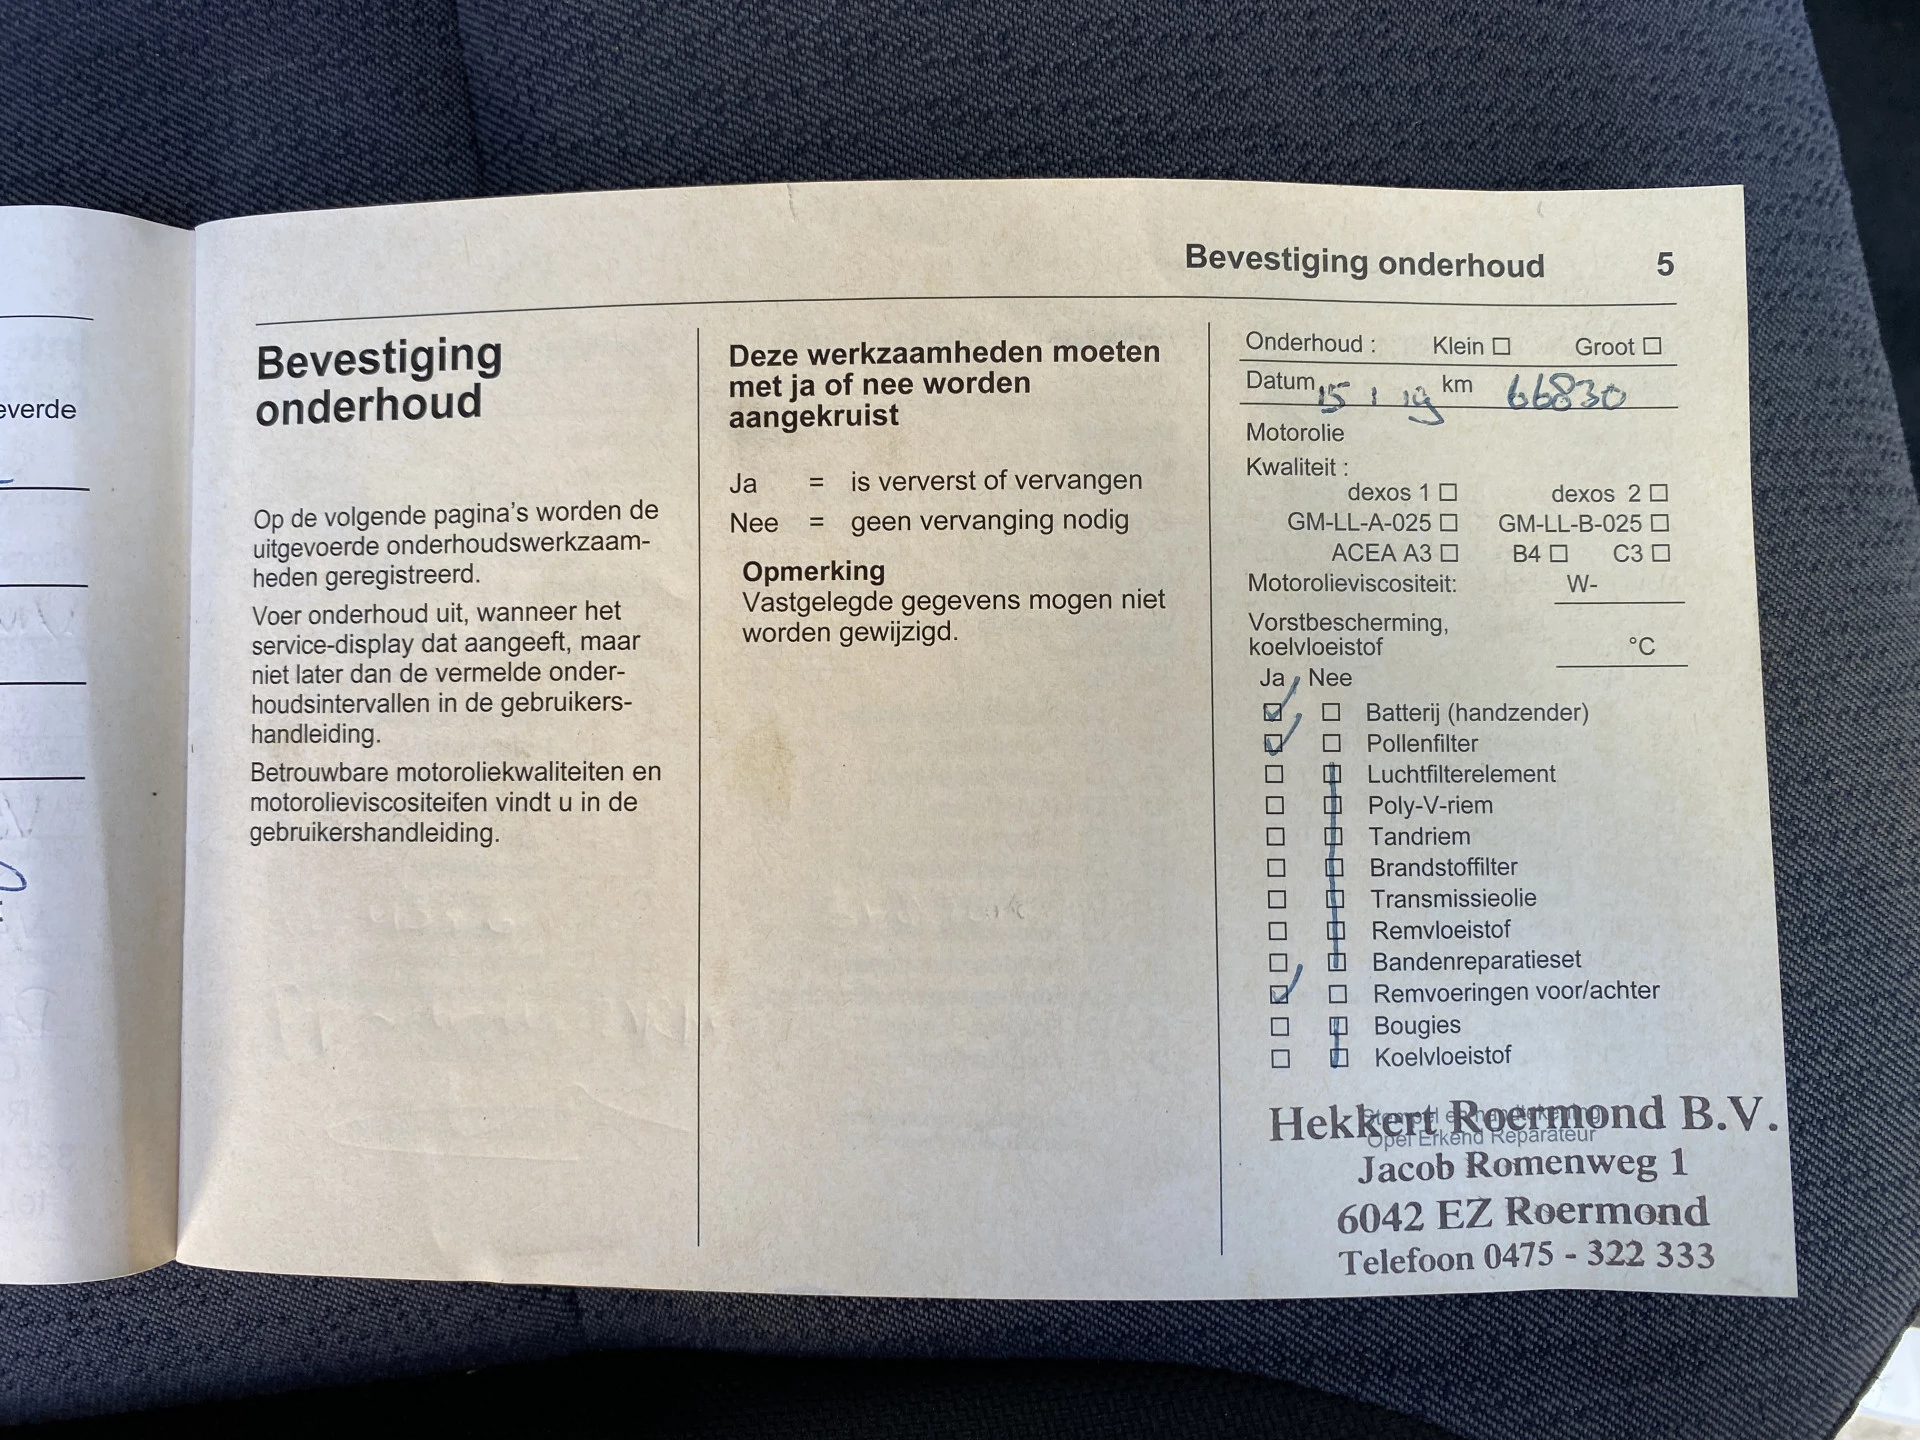 everde
Bevestiging onderhoud 5
Bevestiging
onderhoud
Op de volgende pagina's worden de
uitgevoerde onderhoudswerkzaam-
heden geregistreerd.
Voer onderhoud uit, wanneer het
service-display dat aangeeft, maar
niet later dan de vermelde onder-
houdsintervallen in de gebruikers-
handleiding.
Betrouwbare motoroliekwaliteiten en
motorolieviscositeiten vindt u in de
gebruikershandleiding.
Deze werkzaamheden moeten
met ja of nee worden
aangekruist
Ja = is ververst of vervangen
Nee = geen vervanging nodig
Opmerking
Vastgelegde gegevens mogen niet
worden gewijzigd.
Onderhoud : Klein ☐ Groot ☐
Datum 15 1 19 km 66830
Motorolie
Kwaliteit :
dexos 1 ☐ dexos 2 ☐
GM-LL-A-025 ☐ GM-LL-B-025 ☐
ACEA A3 ☐ B4 ☐ C3 ☐
Motorolieviscositeit: W-
Vorstbescherming,
koelvloeistof °C
Ja Nee
Batterij (handzender)
Pollenfilter
Luchtfilterelement
Poly-V-riem
Tandriem
Brandstoffilter
Transmissieolie
Remvloeistof
Bandenreparatieset
Remvoeringen voor/achter
Bougies
Koelvloeistof
Stempel en handtekening
Opel Erkend Reparateur
Hekkert Roermond B.V.
Jacob Romenweg 1
6042 EZ Roermond
Telefoon 0475 - 322 333